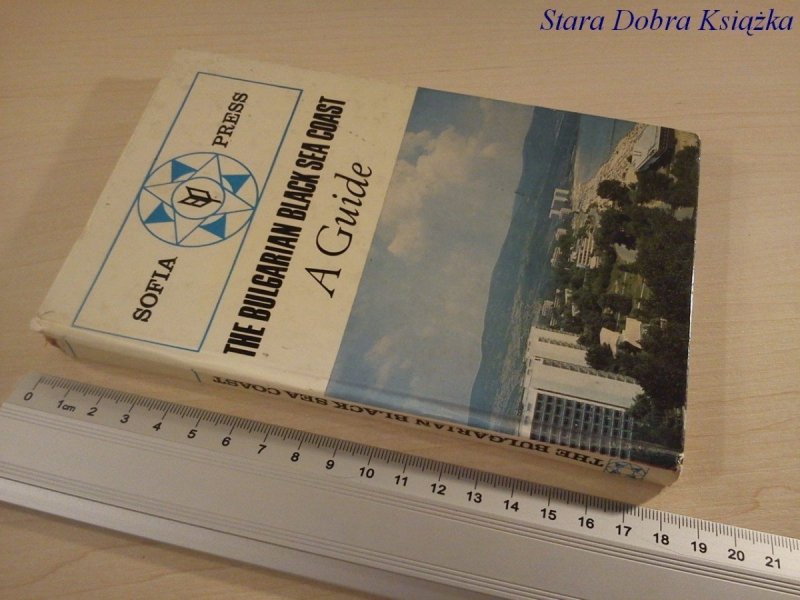 Stara Dobra Książka
SOFIA PRESS
THE BULGARIAN BLACK SEA COAST
A Guide
THE BULGARIAN BLACK SEA COAST
0 1cm 2 3 4 5 6 7 8 9 10 11 12 13 14 15 16 17 18 19 20 21